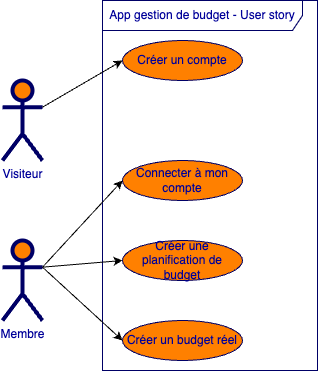 App gestion de budget - User story
Créer un compte
Visiteur
Connecter à mon
compte
Créer une
planification de
budget
Membre
Créer un budget réel